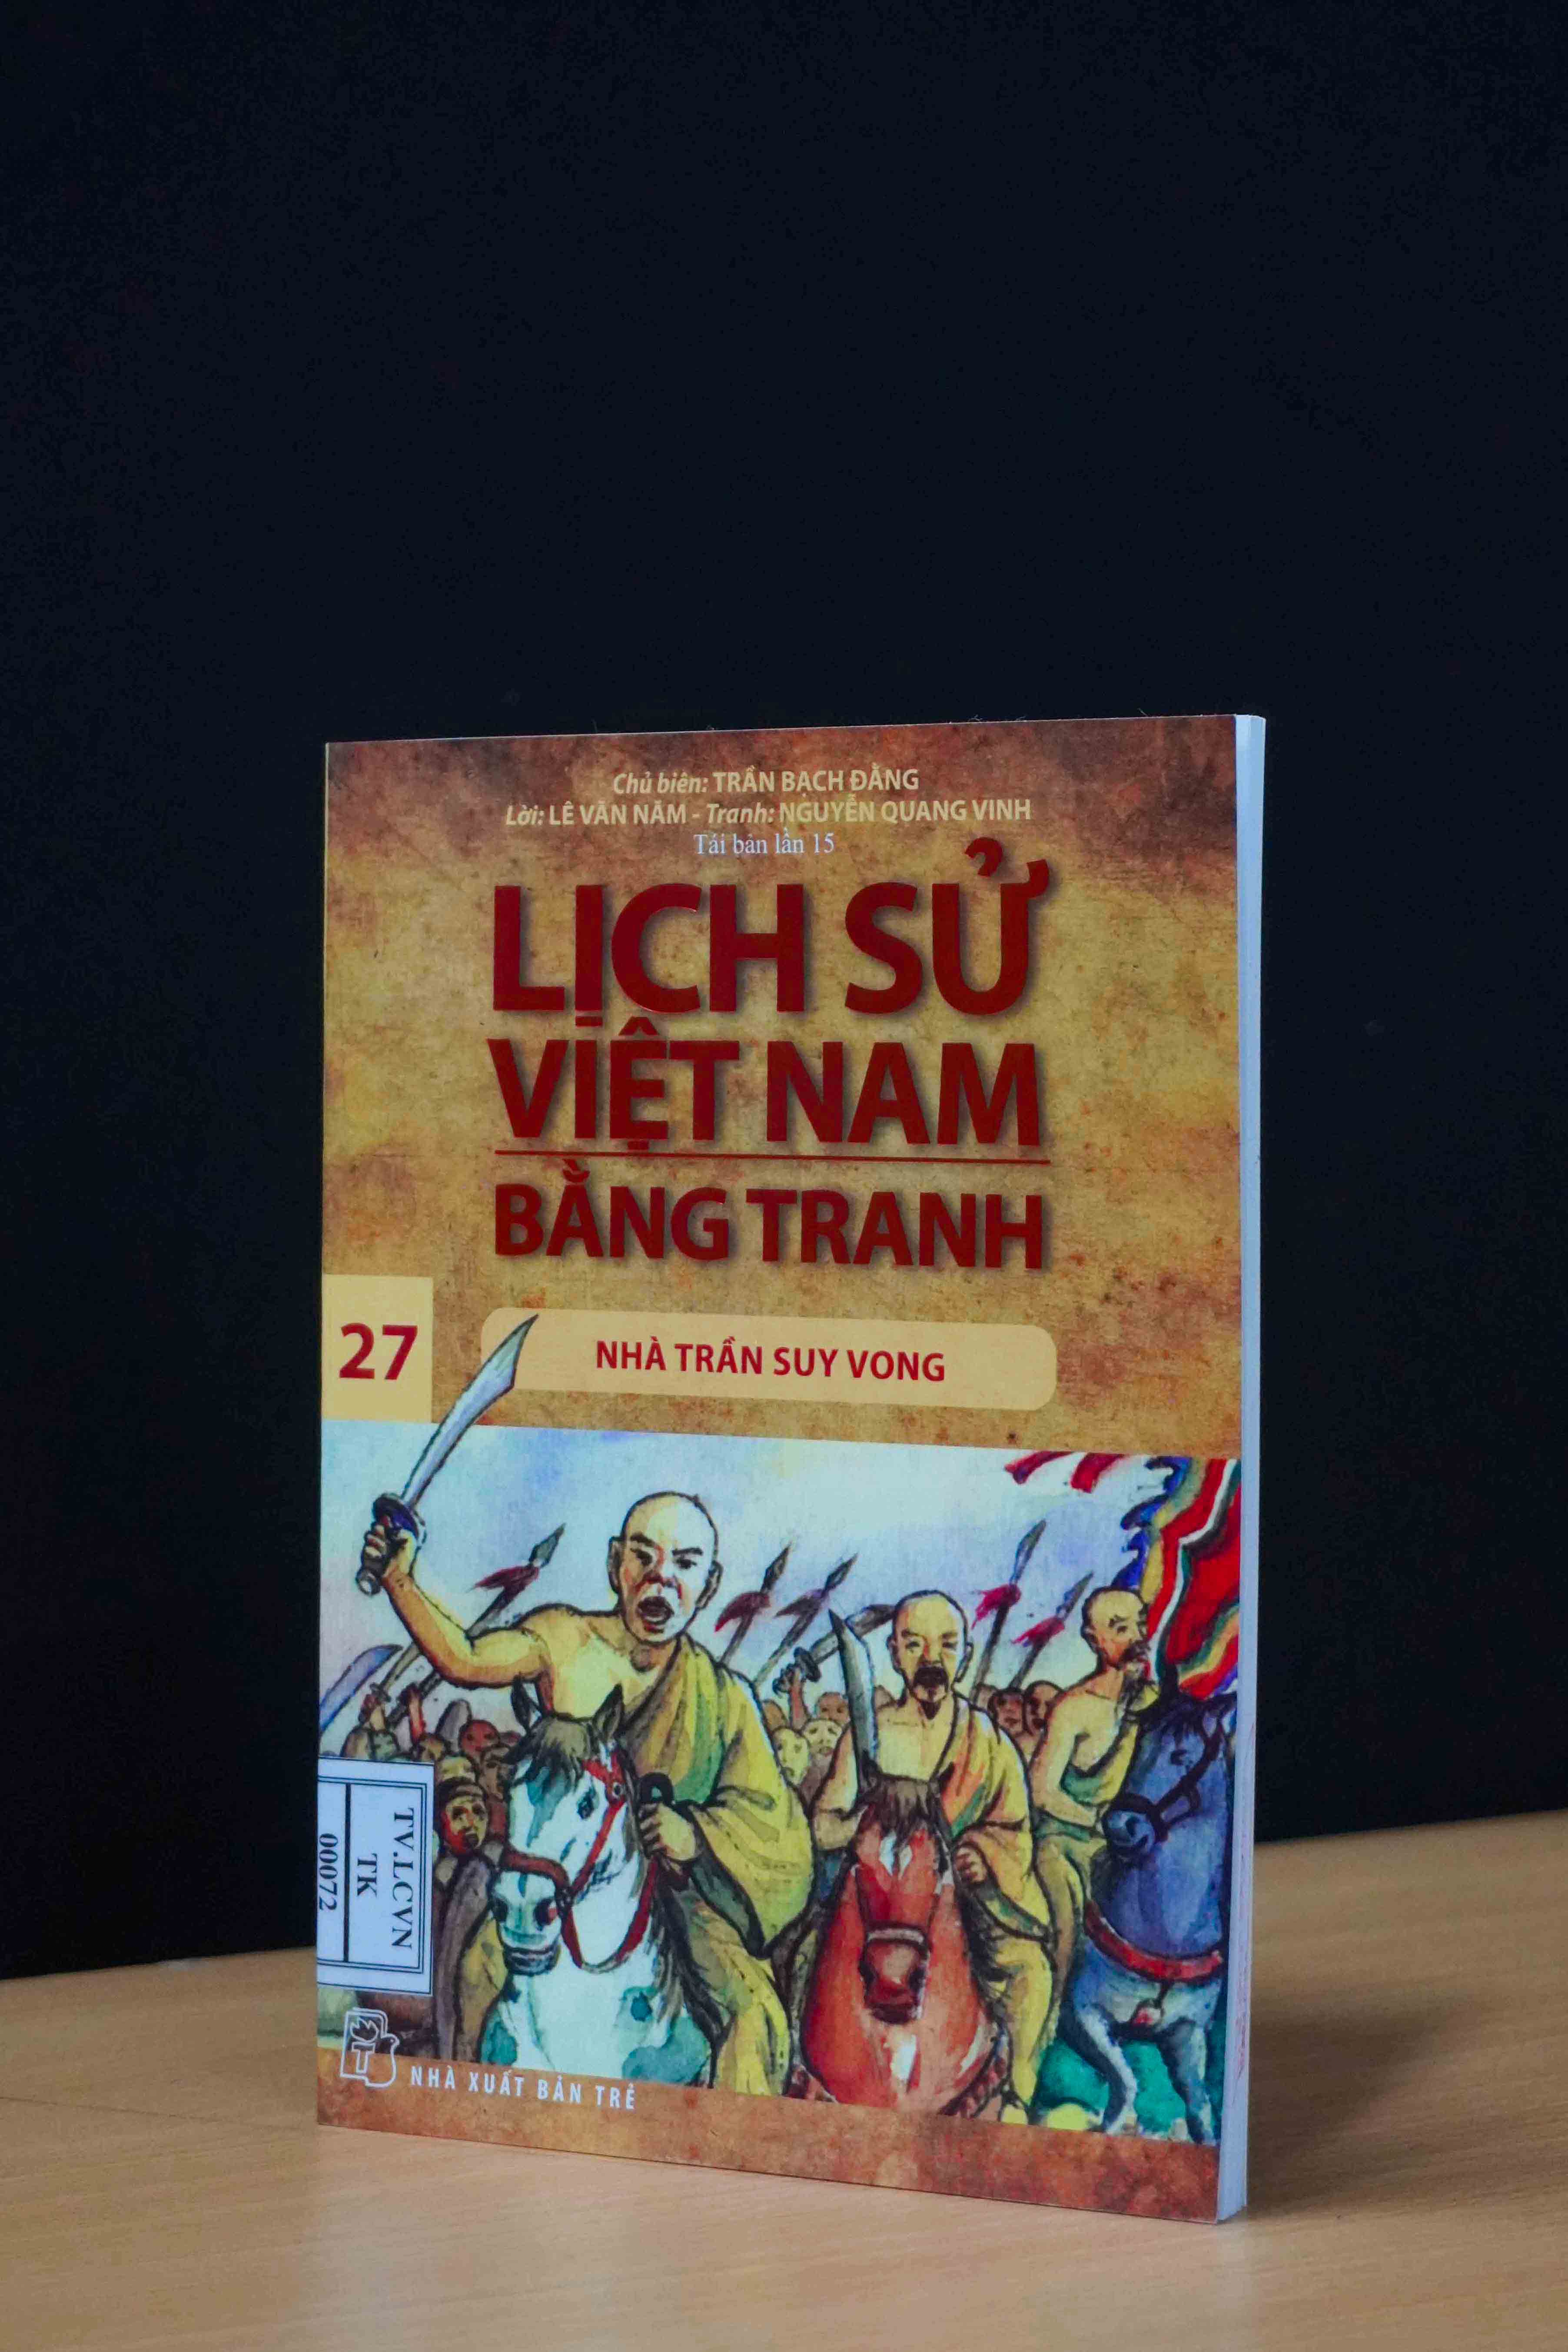 Chủ biên: TRẦN BẠCH ĐẰNG
Lời: LÊ VĂN NĂM - Tranh: NGUYỄN QUANG VINH
Tái bản lần 15
LỊCH SỬ
VIỆT NAM
BẰNG TRANH
27
NHÀ TRẦN SUY VONG
TV.LCVN
TK
00072
T
NHÀ XUẤT BẢN TRẺ